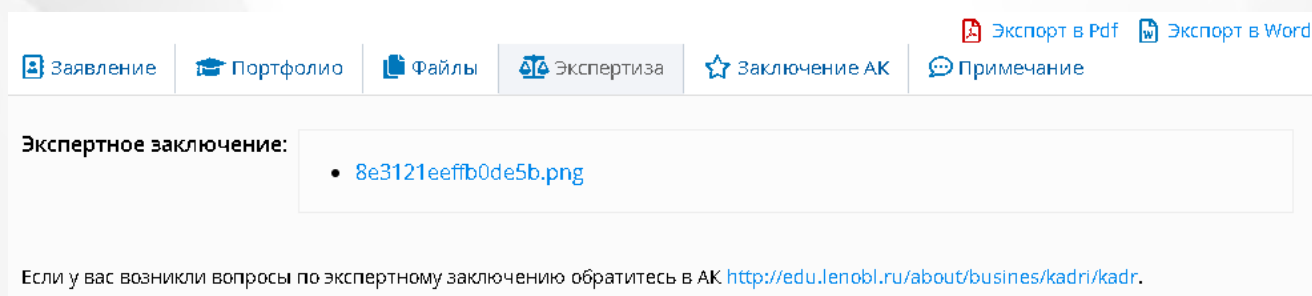 Экспорт в Pdf Экспорт в Word
Заявление Портфолио Файлы Экспертиза Заключение АК Примечание
Экспертное заключение:
• 8e3121eeffb0de5b.png
Если у вас возникли вопросы по экспертному заключению обратитесь в АК http://edu.lenobl.ru/about/busines/kadri/kadr.